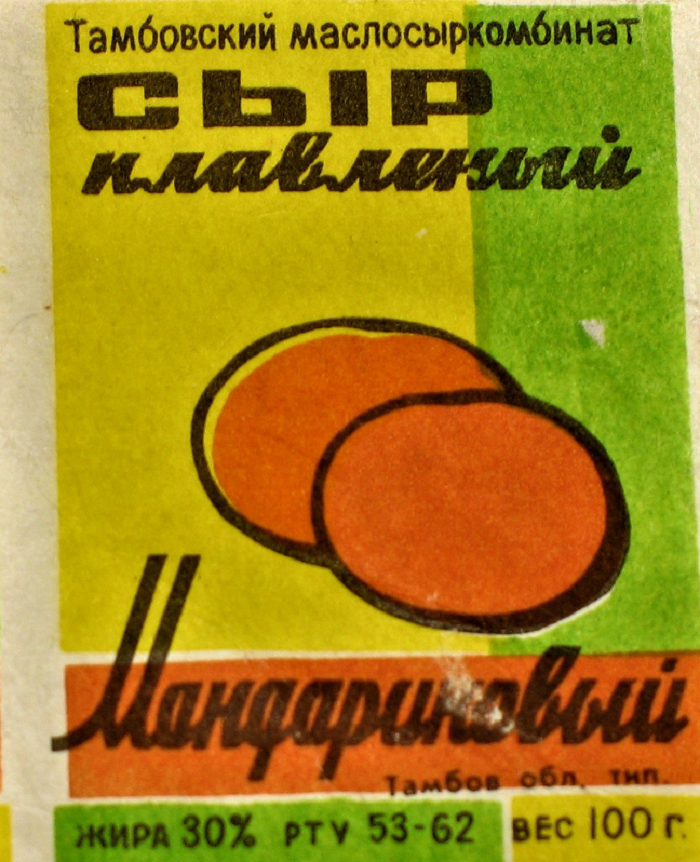 Тамбовский маслосыркомбинат
СЫР
плавленый
Мандариновый
Тамбов обл. тип.
ЖИРА 30% РТУ 53-62 ВЕС 100 г.